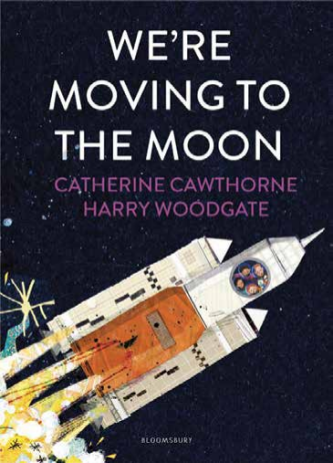 WE'RE
MOVING TO
THE MOON
CATHERINE CAWTHORNE
HARRY WOODGATE
BLOOMSBURY